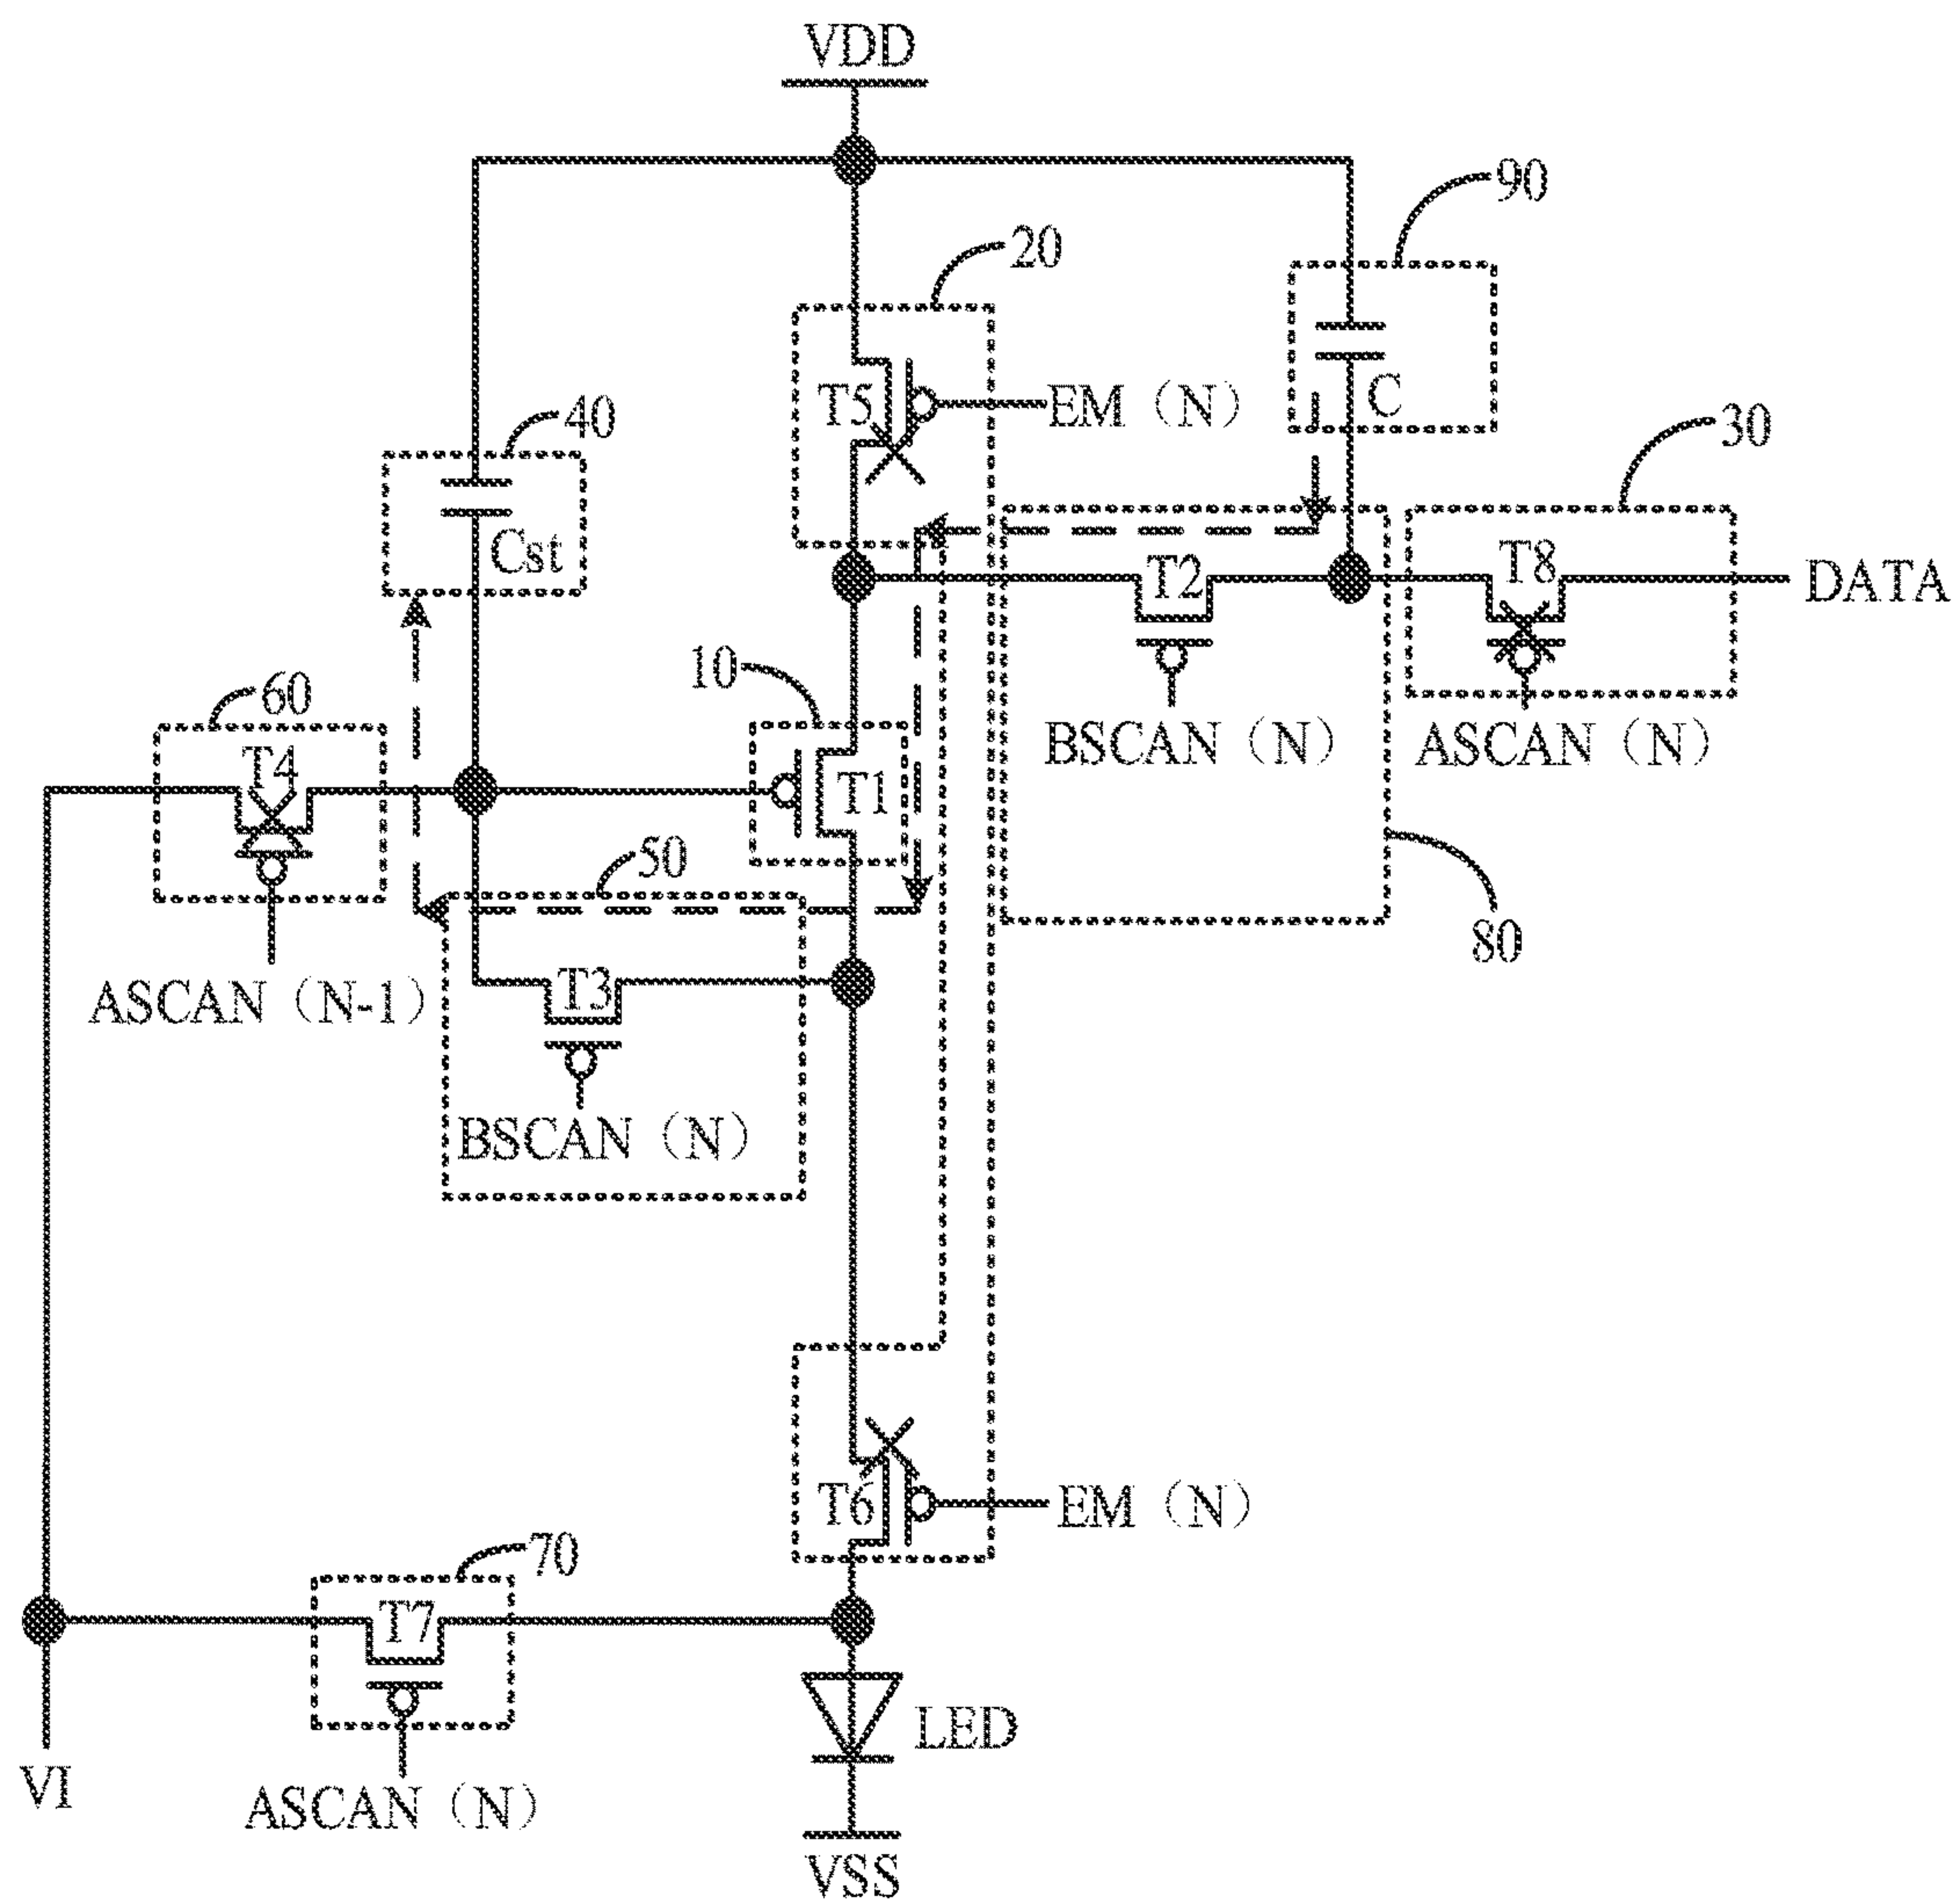 VDD
90
20
T5
EM (N)
C
40
30
Cst
T2
T8
DATA
10
60
BSCAN (N)
ASCAN (N)
T4
T1
50
80
T3
ASCAN (N-1)
BSCAN (N)
T6
EM (N)
70
T7
LED
VI
ASCAN (N)
VSS